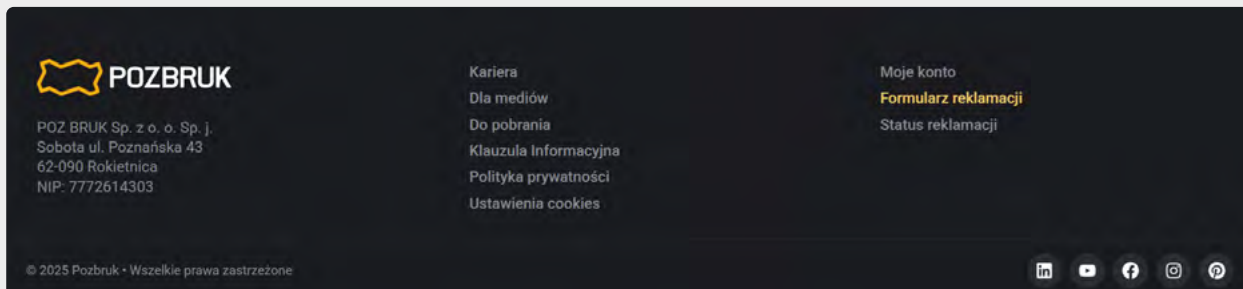 POZBRUK
POZ BRUK Sp. z o. o. Sp. j.
Sobota ul. Poznańska 43
62-090 Rokietnica
NIP: 7772614303
Kariera
Dla mediów
Do pobrania
Klauzula Informacyjna
Polityka prywatności
Ustawienia cookies
Moje konto
Formularz reklamacji
Status reklamacji
© 2025 Pozbruk • Wszelkie prawa zastrzeżone